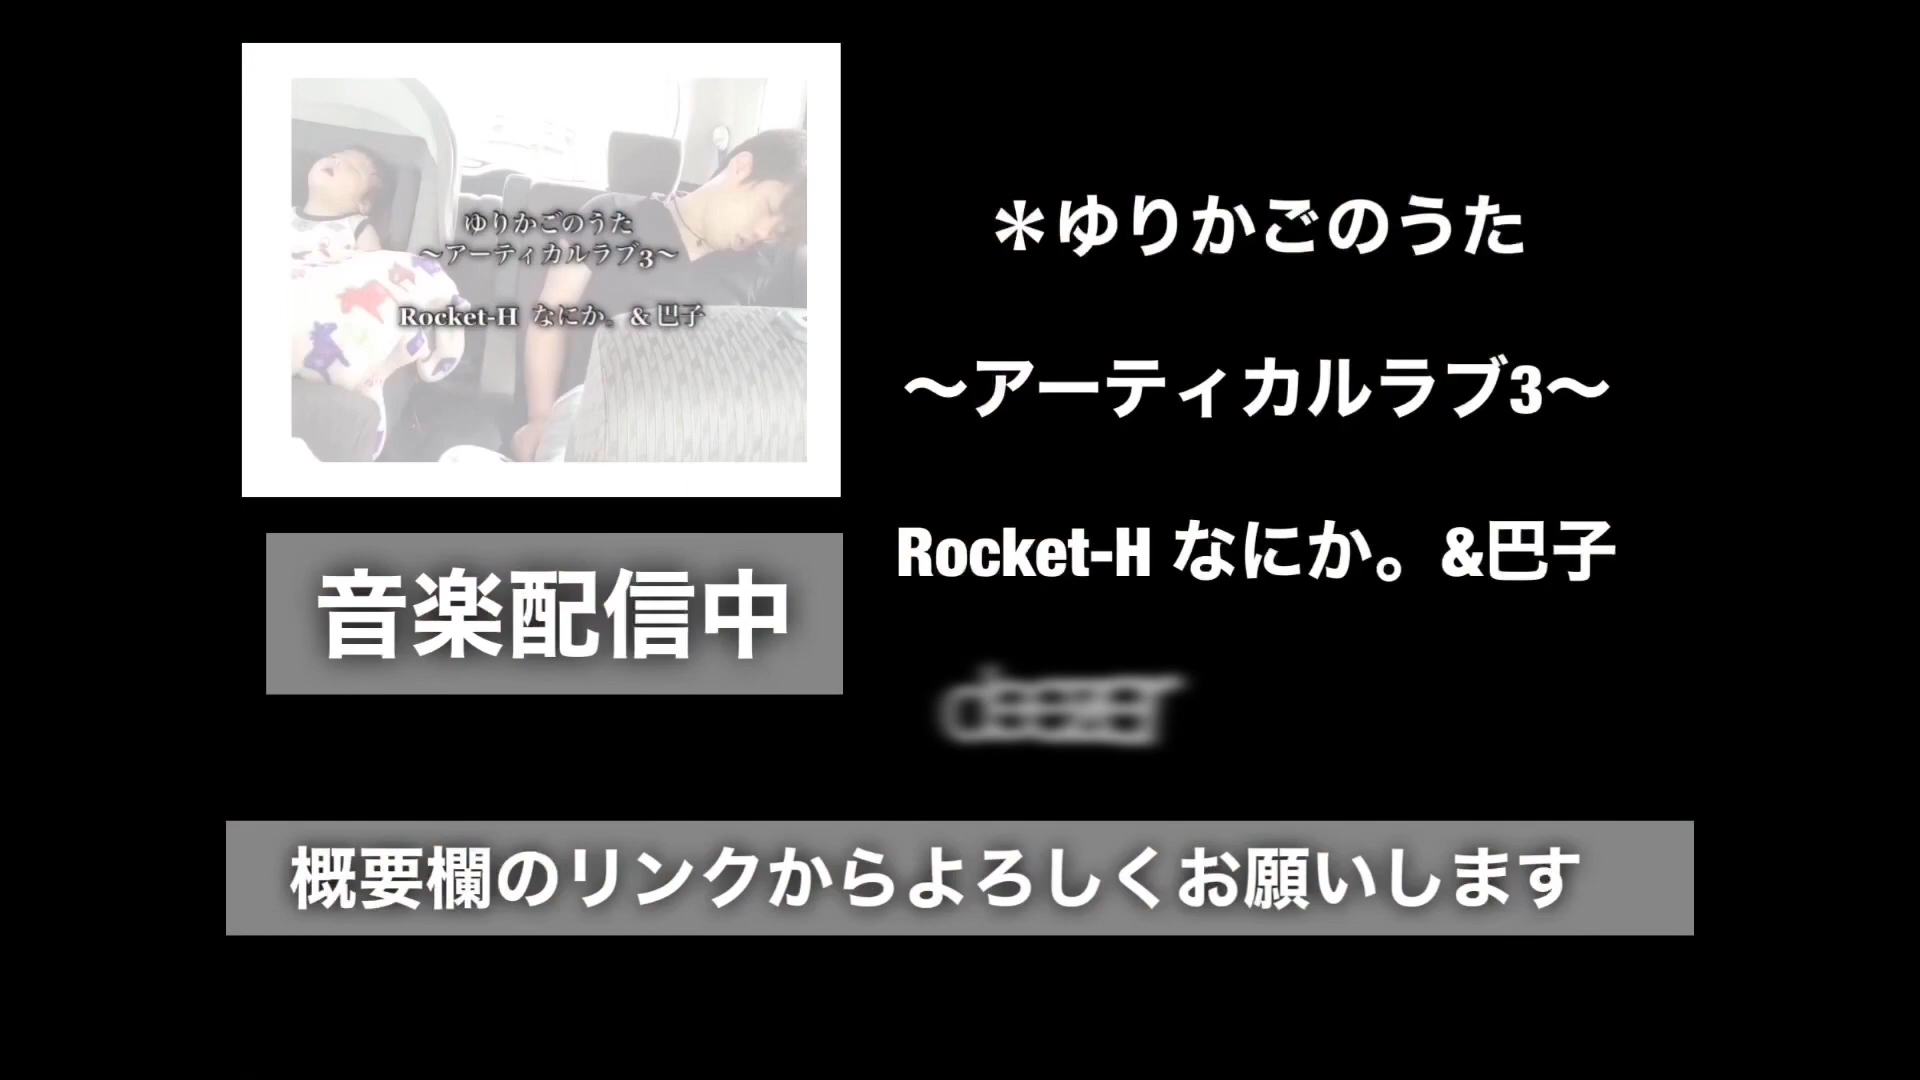 ゆりかごのうた
〜アーティカルラブ3〜
Rocket-H なにか。& 巴子
音楽配信中
＊ゆりかごのうた
〜アーティカルラブ3〜
Rocket-H なにか。&巴子
概要欄のリンクからよろしくお願いします